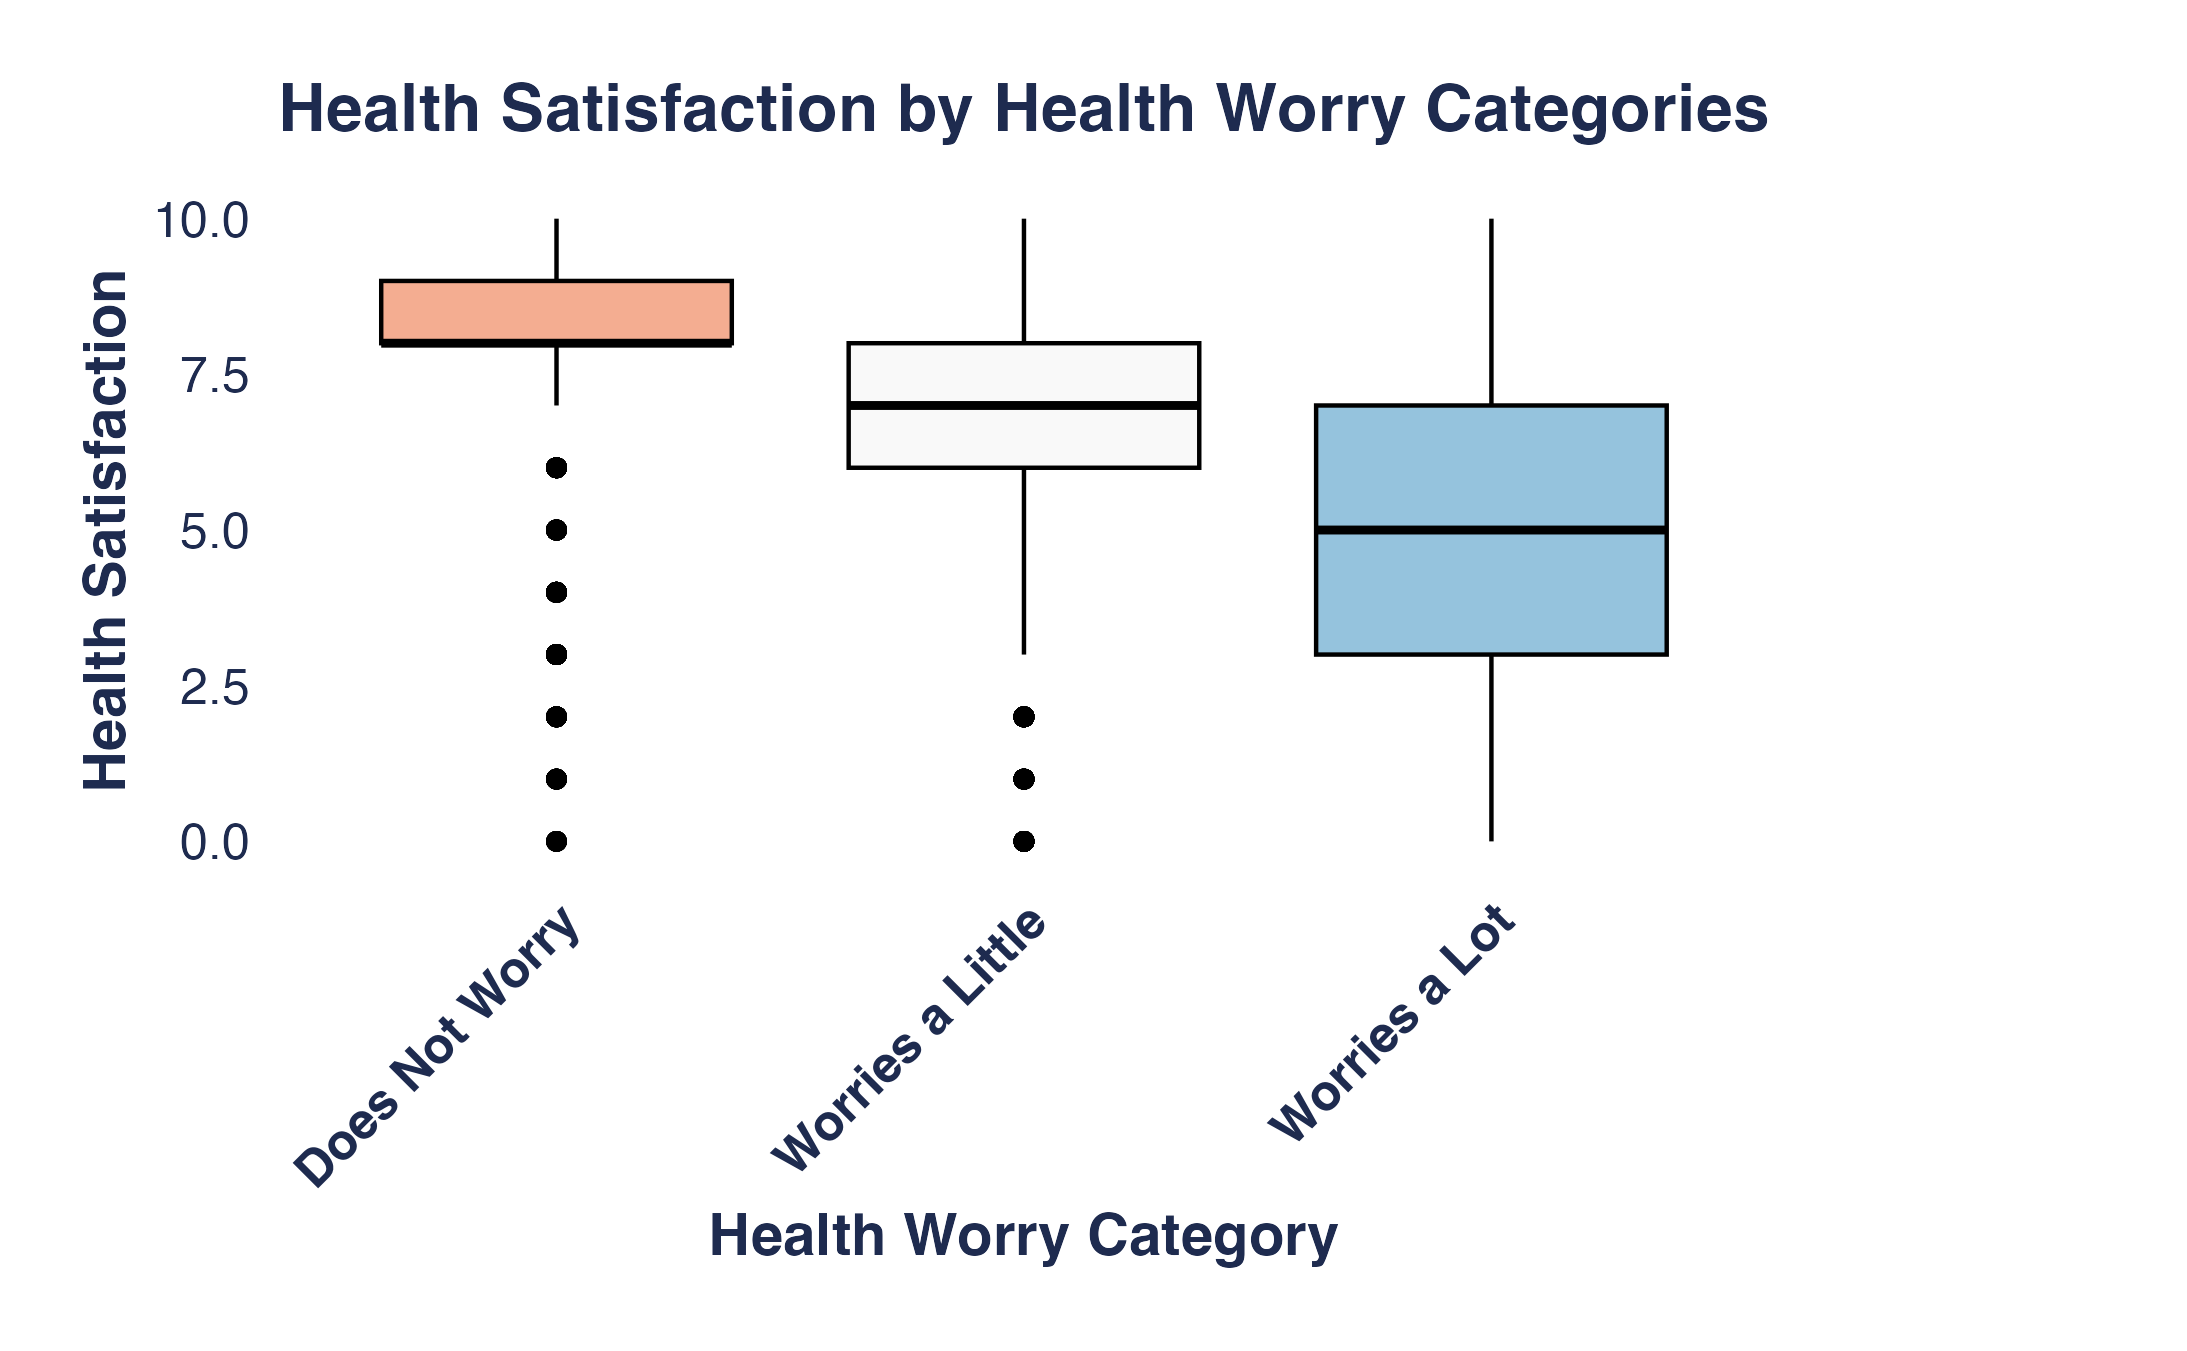 Health Satisfaction by Health Worry Categories
Health Satisfaction
10.0
7.5
5.0
2.5
0.0
Does Not Worry
Worries a Little
Worries a Lot
Health Worry Category